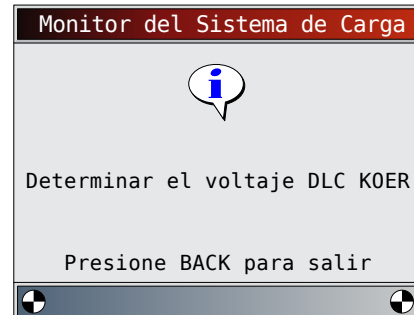 Monitor del Sistema de Carga
i
Determinar el voltaje DLC KOER
Presione BACK para salir